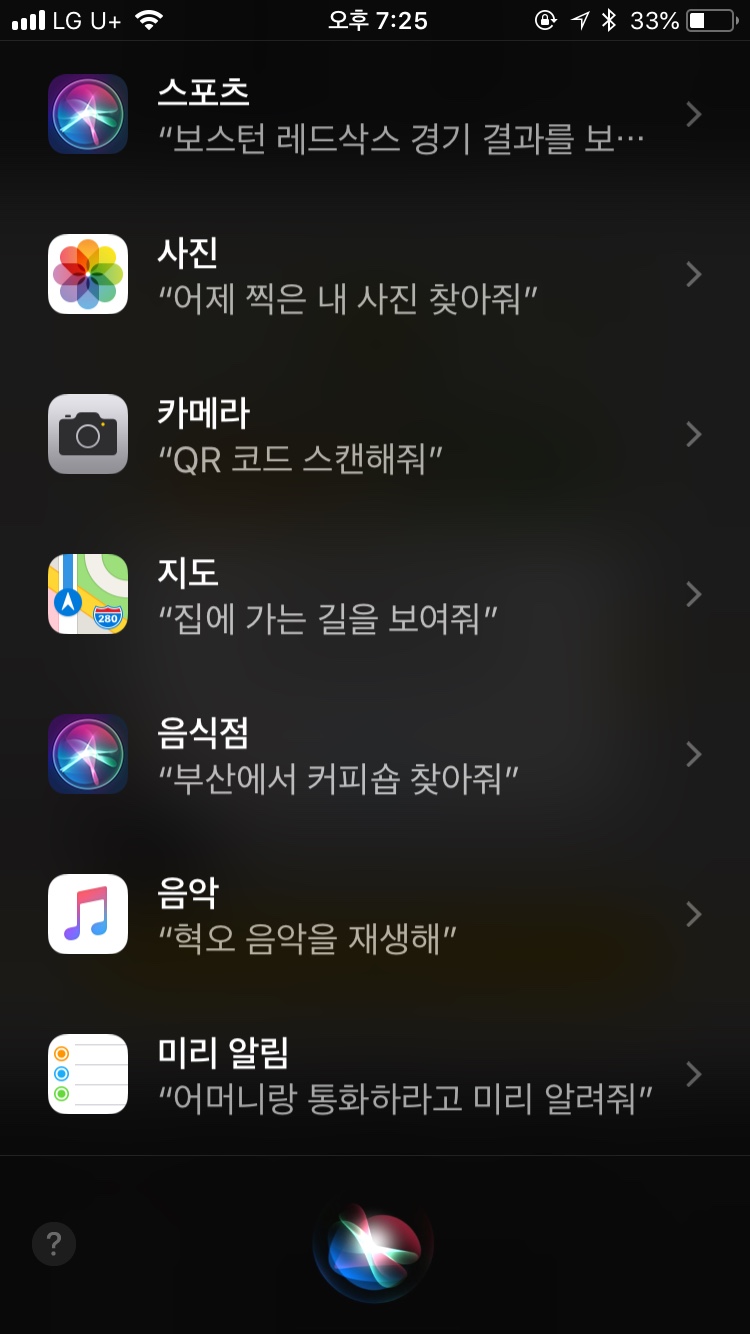 LG U+ 오후 7:25 33%
스포츠
“보스턴 레드삭스 경기 결과를 보…
사진
“어제 찍은 내 사진 찾아줘”
카메라
“QR 코드 스캔해줘”
지도
280
“집에 가는 길을 보여줘”
음식점
“부산에서 커피숍 찾아줘”
음악
“혁오 음악을 재생해”
미리 알림
“어머니랑 통화하라고 미리 알려줘”
?